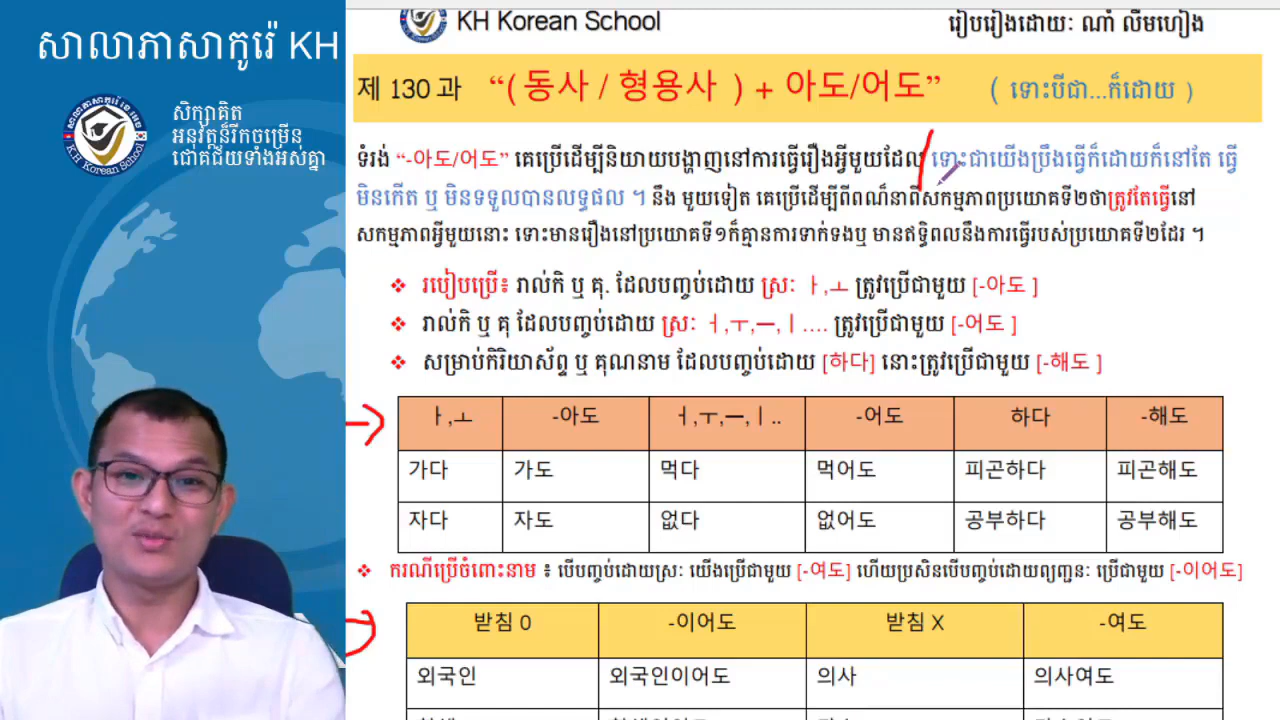 សាលាភាសាកូរ៉េ KH
សិក្សាគិត
អនុវត្តន៍រីកចម្រើន
ជោគជ័យទាំងអស់គ្នា
KH Korean School
រៀបរៀងដោយ: ណាំ លីមហៀង
제 130 과 “( 동사 / 형용사 ) + 아도/어도” ( ទោះបីជា...ក៏ដោយ )
ទំរង់ “-아도/어도” គេប្រើដើម្បីនិយាយបង្ហាញនៅការធ្វើរឿងអ្វីមួយដែល ទោះជាយើងប្រឹងធ្វើក៏ដោយក៏នៅតែ ធ្វើ
មិនកើត ឬ មិនទទួលបានលទ្ធផល ។ នឹង មួយទៀត គេប្រើដើម្បីពីពណ៌នាពីសកម្មភាពប្រយោគទី២ថាត្រូវតែធ្វើនៅ
សកម្មភាពអ្វីមួយនោះ ទោះមានរឿងនៅប្រយោគទី១ក៏គ្មានការទាក់ទងឬ មានឥទ្ធិពលនឹងការធ្វើរបស់ប្រយោគទី២ដែរ ។
❖ របៀបប្រើ៖ រាល់កិ ឬ គុ. ដែលបញ្ចប់ដោយ ស្រៈ ㅏ,ㅗ ត្រូវប្រើជាមួយ [-아도 ]
❖ រាល់កិ ឬ គុ ដែលបញ្ចប់ដោយ ស្រៈ ㅓ,ㅜ,ㅡ,ㅣ.... ត្រូវប្រើជាមួយ [-어도 ]
❖ សម្រាប់កិរិយាស័ព្ទ ឬ គុណនាម ដែលបញ្ចប់ដោយ [하다] នោះត្រូវប្រើជាមួយ [-해도 ]
ㅏ,ㅗ -아도 ㅓ,ㅜ,ㅡ,ㅣ.. -어도 하다 -해도
가다 가도 먹다 먹어도 피곤하다 피곤해도
자다 자도 없다 없어도 공부하다 공부해도
❖ ករណីប្រើចំពោះនាម ៖ បើបញ្ចប់ដោយស្រៈ យើងប្រើជាមួយ [-여도] ហើយប្រសិនបើបញ្ចប់ដោយព្យញ្ជនៈ ប្រើជាមួយ [-이어도]
받침 0 -이어도 받침 X -여도
외국인 외국인이어도 의사 의사여도